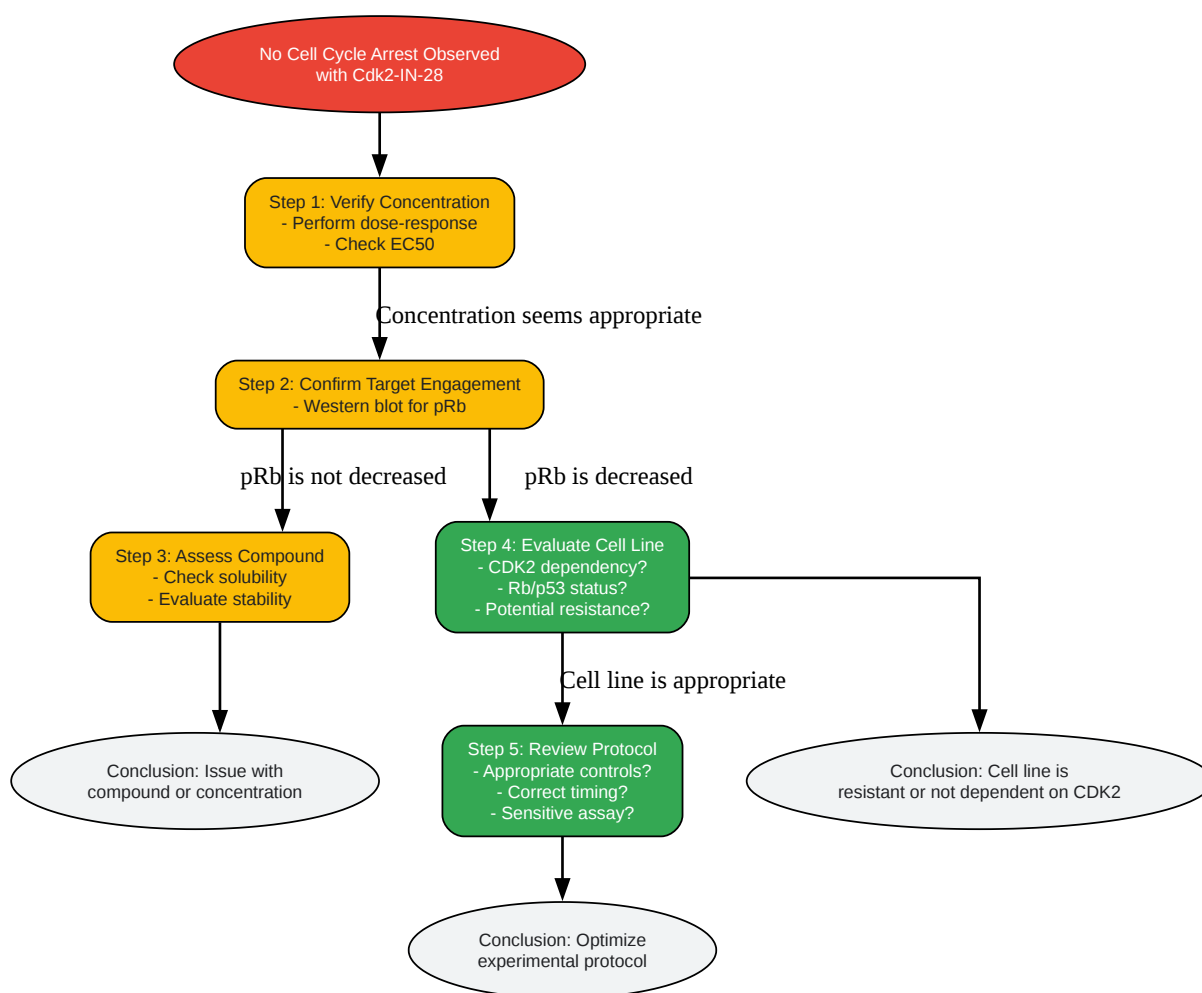 No Cell Cycle Arrest Observed
with Cdk2-IN-28
Step 1: Verify Concentration
- Perform dose-response
- Check EC50
Concentration seems appropriate
Step 2: Confirm Target Engagement
- Western blot for pRb
pRb is not decreased
pRb is decreased
Step 3: Assess Compound
- Check solubility
- Evaluate stability
Step 4: Evaluate Cell Line
- CDK2 dependency?
- Rb/p53 status?
- Potential resistance?
Cell line is appropriate
Step 5: Review Protocol
- Appropriate controls?
- Correct timing?
- Sensitive assay?
Conclusion: Issue with
compound or concentration
Conclusion: Cell line is
resistant or not dependent on CDK2
Conclusion: Optimize
experimental protocol